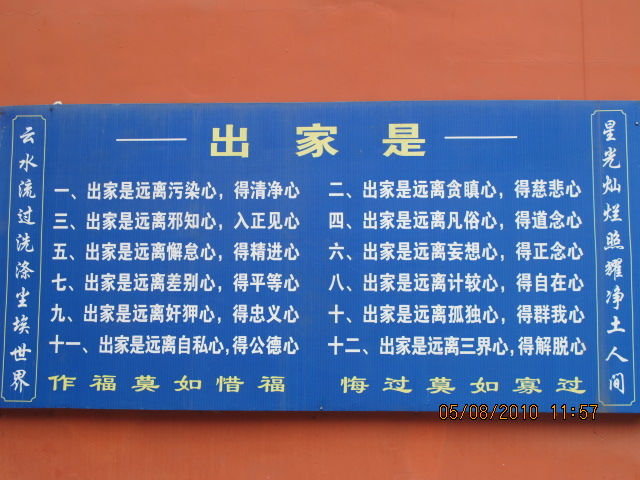 出家是
云水流过洗涤尘埃世界
一、出家是远离污染心，得清净心
二、出家是远离贪瞋心，得慈悲心
三、出家是远离邪知心，入正见心
四、出家是远离凡俗心，得道念心
五、出家是远离懈怠心，得精进心
六、出家是远离妄想心，得正念心
七、出家是远离差别心，得平等心
八、出家是远离计较心，得自在心
九、出家是远离奸狎心，得忠义心
十、出家是远离孤独心，得群我心
十一、出家是远离自私心，得公德心
十二、出家是远离三界心，得解脱心
星光灿烂照耀净土人间
作福莫如惜福
悔过莫如寡过
05/08/2010 11:57